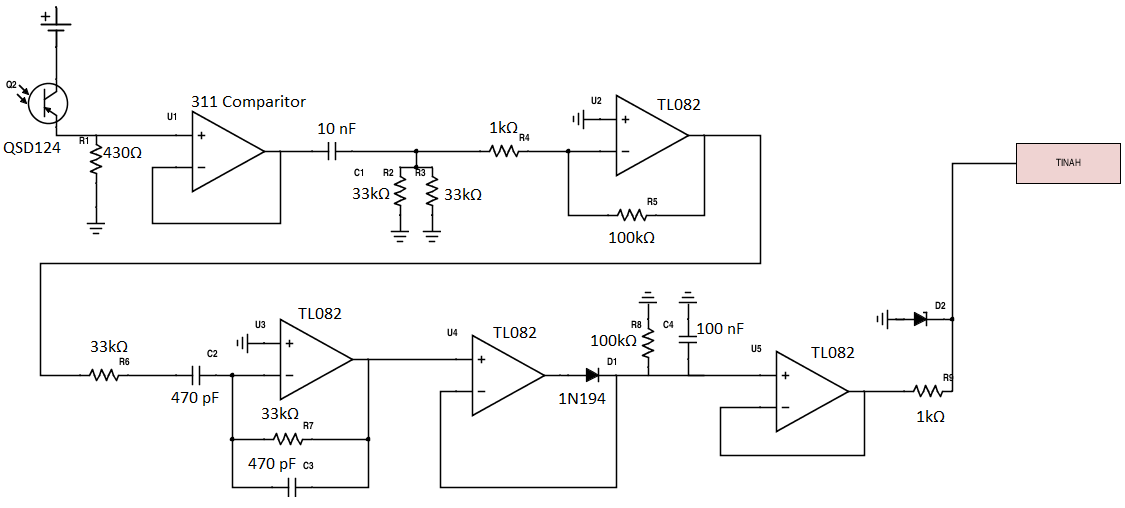 +
Q2
QSD124
R1
430Ω
U1
311 Comparitor
+
−
10 nF
C1
R2
33kΩ
R3
33kΩ
1kΩ
R4
U2
TL082
+
−
R5
100kΩ
TINAH
33kΩ
R6
C2
470 pF
U3
TL082
+
−
33kΩ
R7
470 pF
C3
U4
TL082
+
−
D1
1N194
R8
100kΩ
C4
100 nF
U5
TL082
+
−
D2
R9
1kΩ